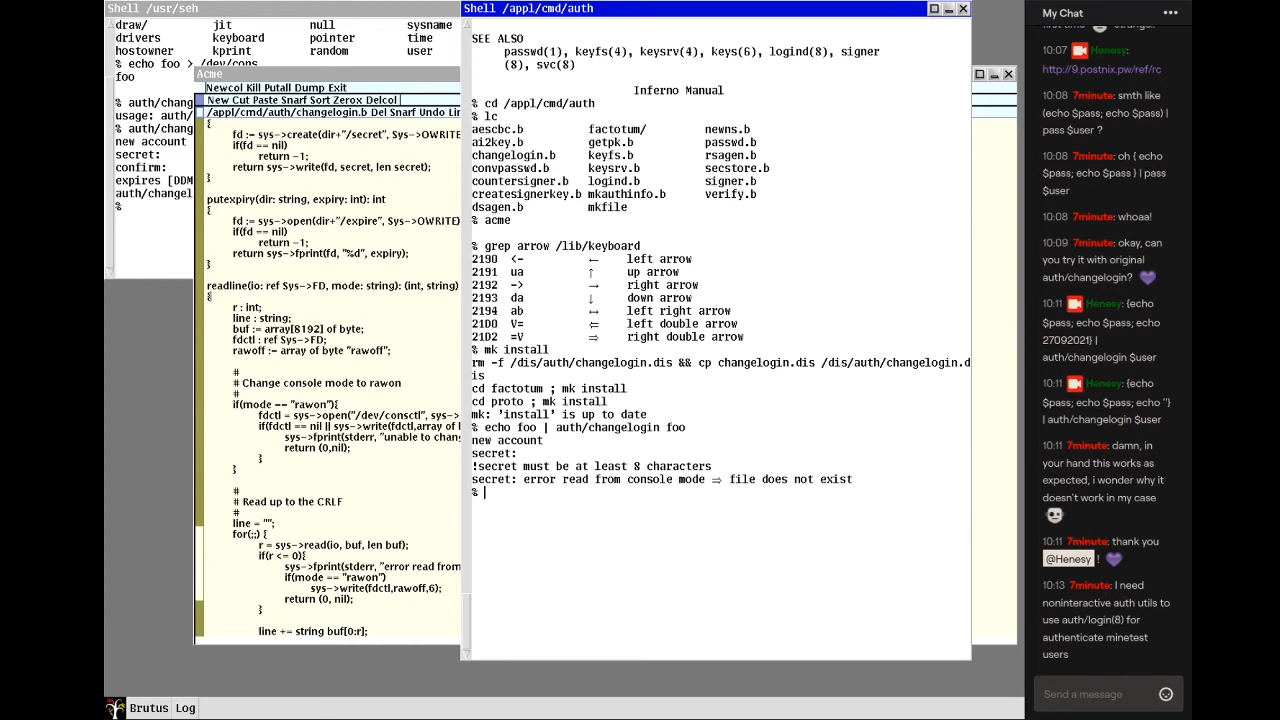 Shell /usr/seh
draw/ jit null sysname
drivers keyboard pointer time
hostowner kprint random user
% echo foo > /dev/cons
foo
% auth/chang
usage: auth/
% auth/chang
new account
secret:
confirm:
expires [DDM
auth/changel
%
Acme
Newcol Kill Putall Dump Exit
New Cut Paste Snarf Sort Zerox Delcol
/appl/cmd/auth/changelogin.b Del Snarf Undo Lin
{
fd := sys->create(dir+"/secret", Sys->OWRITE
if(fd == nil)
return -1;
return sys->write(fd, secret, len secret);
}
putexpiry(dir: string, expiry: int): int
{
fd := sys->open(dir+"/expire", Sys->OWRITE)
if(fd == nil)
return -1;
return sys->fprint(fd, "%d", expiry);
}
readline(io: ref Sys->FD, mode: string): (int, string)
{
r : int;
line : string;
buf := array[8192] of byte;
fdctl : ref Sys->FD;
rawoff := array of byte "rawoff";
#
# Change console mode to rawon
#
if(mode == "rawon"){
fdctl = sys->open("/dev/consctl", sys->
if(fdctl == nil || sys->write(fdctl,array of
sys->fprint(stderr, "unable to chang
return (0,nil);
}
}
#
# Read up to the CRLF
#
line = "";
for(;;) {
r = sys->read(io, buf, len buf);
if(r <= 0){
sys->fprint(stderr, "error read from
if(mode == "rawon")
sys->write(fdctl,rawoff,6);
return (0, nil);
}
line += string buf[0:r];
Shell /appl/cmd/auth
SEE ALSO
passwd(1), keyfs(4), keysrv(4), keys(6), logind(8), signer
(8), svc(8)
Inferno Manual
% cd /appl/cmd/auth
% lc
aescbc.b factotum/ newns.b
ai2key.b getpk.b passwd.b
changelogin.b keyfs.b rsagen.b
convpasswd.b keysrv.b secstore.b
countersigner.b logind.b signer.b
createsignerkey.b mkauthinfo.b verify.b
dsagen.b mkfile
% acme
% grep arrow /lib/keyboard
2190 <- ← left arrow
2191 ua ↑ up arrow
2192 -> → right arrow
2193 da ↓ down arrow
2194 ab ↔ left right arrow
21D0 V= ⇐ left double arrow
21D2 =V ⇒ right double arrow
% mk install
rm -f /dis/auth/changelogin.dis && cp changelogin.dis /dis/auth/changelogin.d
is
cd factotum ; mk install
cd proto ; mk install
mk: 'install' is up to date
% echo foo | auth/changelogin foo
new account
secret:
!secret must be at least 8 characters
secret: error read from console mode ⇒ file does not exist
%
Brutus Log
My Chat
10:07 Henesy:
http://9.postnix.pw/ref/rc
10:08 7minute: smth like
(echo $pass; echo $pass) |
pass $user ?
10:08 7minute: oh { echo
$pass; echo $pass } | pass
$user
10:08 7minute: whoaa!
10:09 7minute: okay, can
you try it with original
auth/changelogin?
10:11 Henesy: {echo
$pass; echo $pass; echo
27092021} |
auth/changelogin $user
10:11 Henesy: {echo
$pass; echo $pass; echo ''}
| auth/changelogin $user
10:11 7minute: damn, in
your hand this works as
expected, i wonder why it
doesn't work in my case
10:11 7minute: thank you
@Henesy !
10:13 7minute: I need
noninteractive auth utils to
use auth/login(8) for
authenticate minetest
users
Send a message